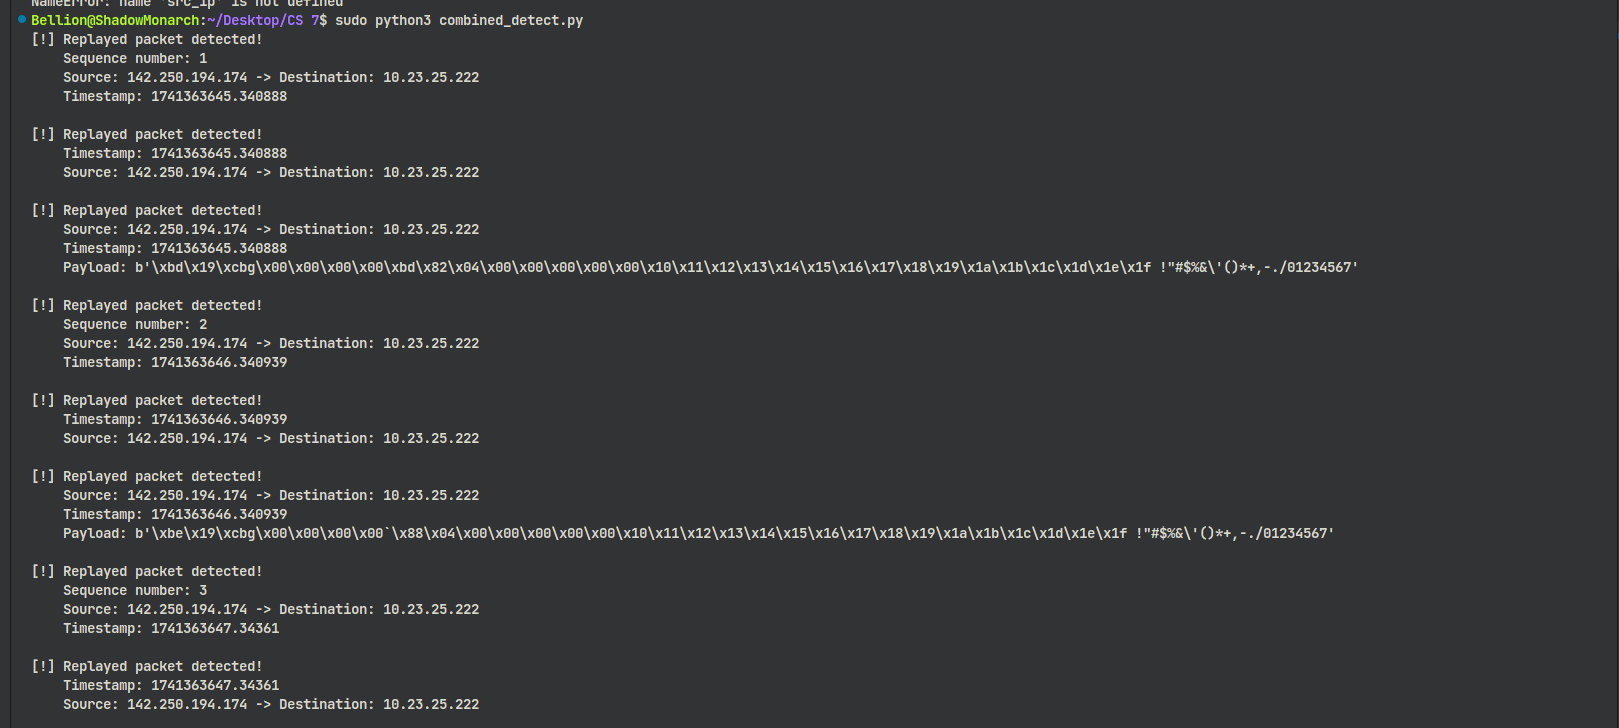 NameError: name 'src_ip' is not defined
Bellion@ShadowMonarch:~/Desktop/CS 7$ sudo python3 combined_detect.py
[!] Replayed packet detected!
    Sequence number: 1
    Source: 142.250.194.174 -> Destination: 10.23.25.222
    Timestamp: 1741363645.340888

[!] Replayed packet detected!
    Timestamp: 1741363645.340888
    Source: 142.250.194.174 -> Destination: 10.23.25.222

[!] Replayed packet detected!
    Source: 142.250.194.174 -> Destination: 10.23.25.222
    Timestamp: 1741363645.340888
    Payload: b'\xbd\x19\xcbg\x00\x00\x00\x00\xbd\x82\x04\x00\x00\x00\x00\x00\x10\x11\x12\x13\x14\x15\x16\x17\x18\x19\x1a\x1b\x1c\x1d\x1e\x1f !"#$%&\'()*+,-./01234567'

[!] Replayed packet detected!
    Sequence number: 2
    Source: 142.250.194.174 -> Destination: 10.23.25.222
    Timestamp: 1741363646.340939

[!] Replayed packet detected!
    Timestamp: 1741363646.340939
    Source: 142.250.194.174 -> Destination: 10.23.25.222

[!] Replayed packet detected!
    Source: 142.250.194.174 -> Destination: 10.23.25.222
    Timestamp: 1741363646.340939
    Payload: b'\xbe\x19\xcbg\x00\x00\x00\x00`\x88\x04\x00\x00\x00\x00\x00\x10\x11\x12\x13\x14\x15\x16\x17\x18\x19\x1a\x1b\x1c\x1d\x1e\x1f !"#$%&\'()*+,-./01234567'

[!] Replayed packet detected!
    Sequence number: 3
    Source: 142.250.194.174 -> Destination: 10.23.25.222
    Timestamp: 1741363647.34361

[!] Replayed packet detected!
    Timestamp: 1741363647.34361
    Source: 142.250.194.174 -> Destination: 10.23.25.222